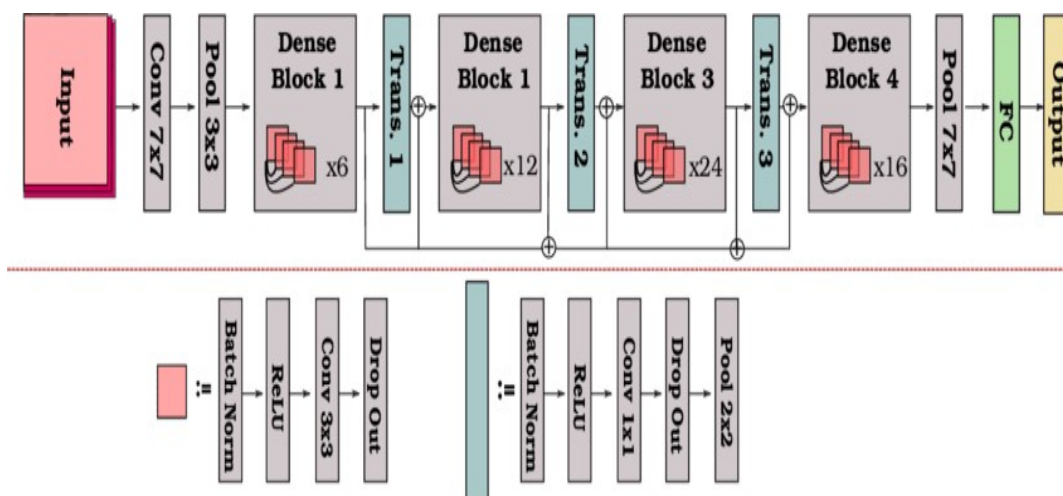 Input
Conv 7x7
Pool 3x3
Dense
Block 1
x6
Trans. 1
Dense
Block 1
x12
Trans. 2
Dense
Block 3
x24
Trans. 3
Dense
Block 4
x16
Pool 7x7
FC
Output
::=
Batch Norm
ReLU
Conv 3x3
Drop Out
::=
Batch Norm
ReLU
Conv 1x1
Drop Out
Pool 2x2